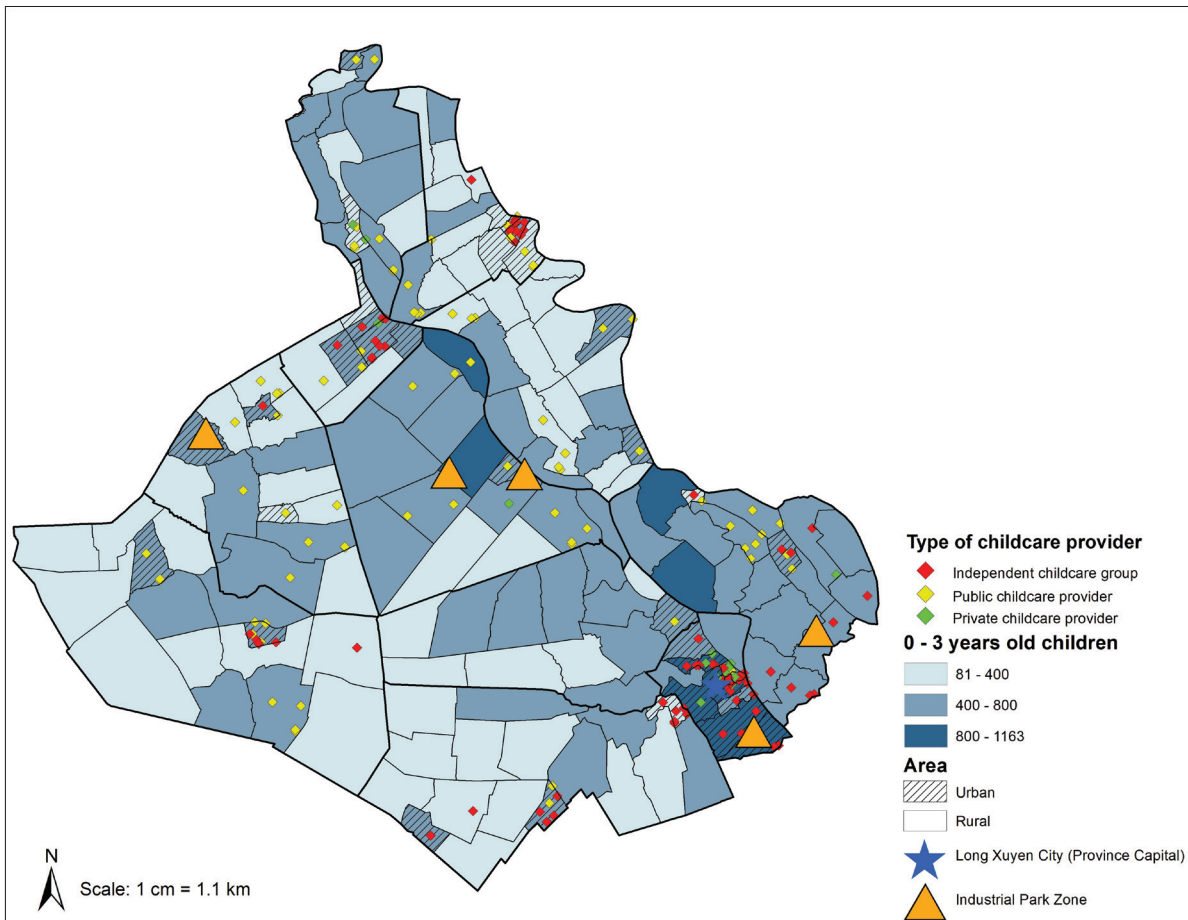 Type of childcare provider
Independent childcare group
Public childcare provider
Private childcare provider
0 - 3 years old children
81 - 400
400 - 800
800 - 1163
Area
Urban
Rural
Long Xuyen City (Province Capital)
Industrial Park Zone
N
Scale: 1 cm = 1.1 km